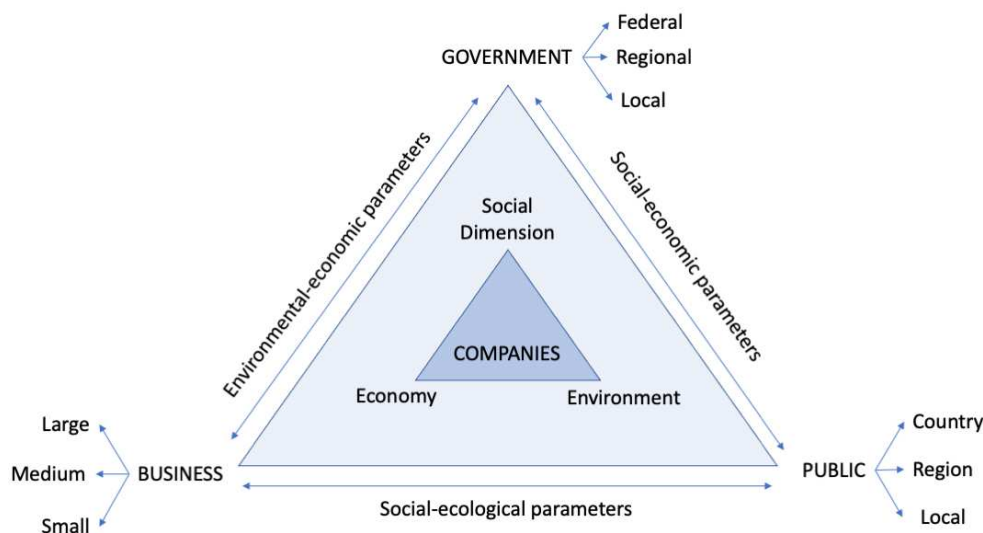 Federal
GOVERNMENT
Regional
Local
Environmental-economic parameters
Social-economic parameters
Social
Dimension
COMPANIES
Economy
Environment
Large
Medium
Small
BUSINESS
PUBLIC
Country
Region
Local
Social-ecological parameters